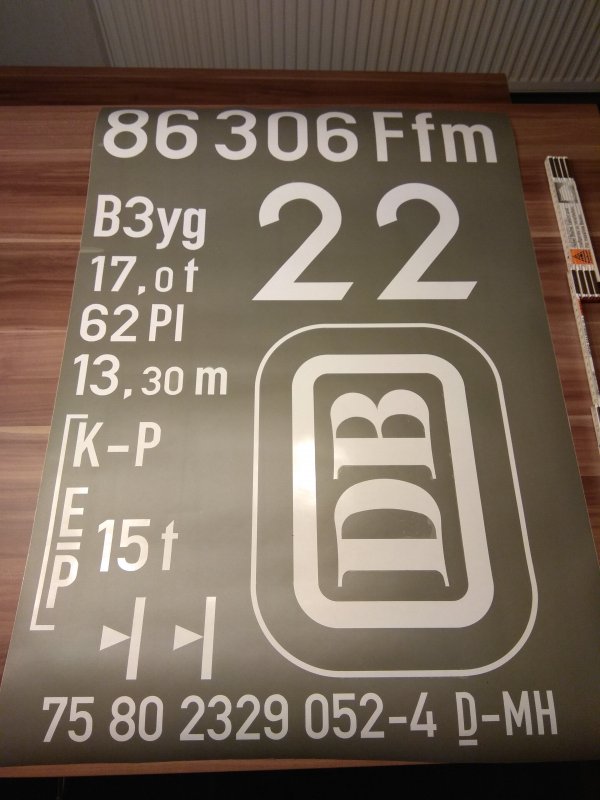 86 306 Ffm
B3yg
22
17,0 t
62 Pl
13,30 m
K-P
E
P
15 t
DB
75 80 2329 052-4 D-MH